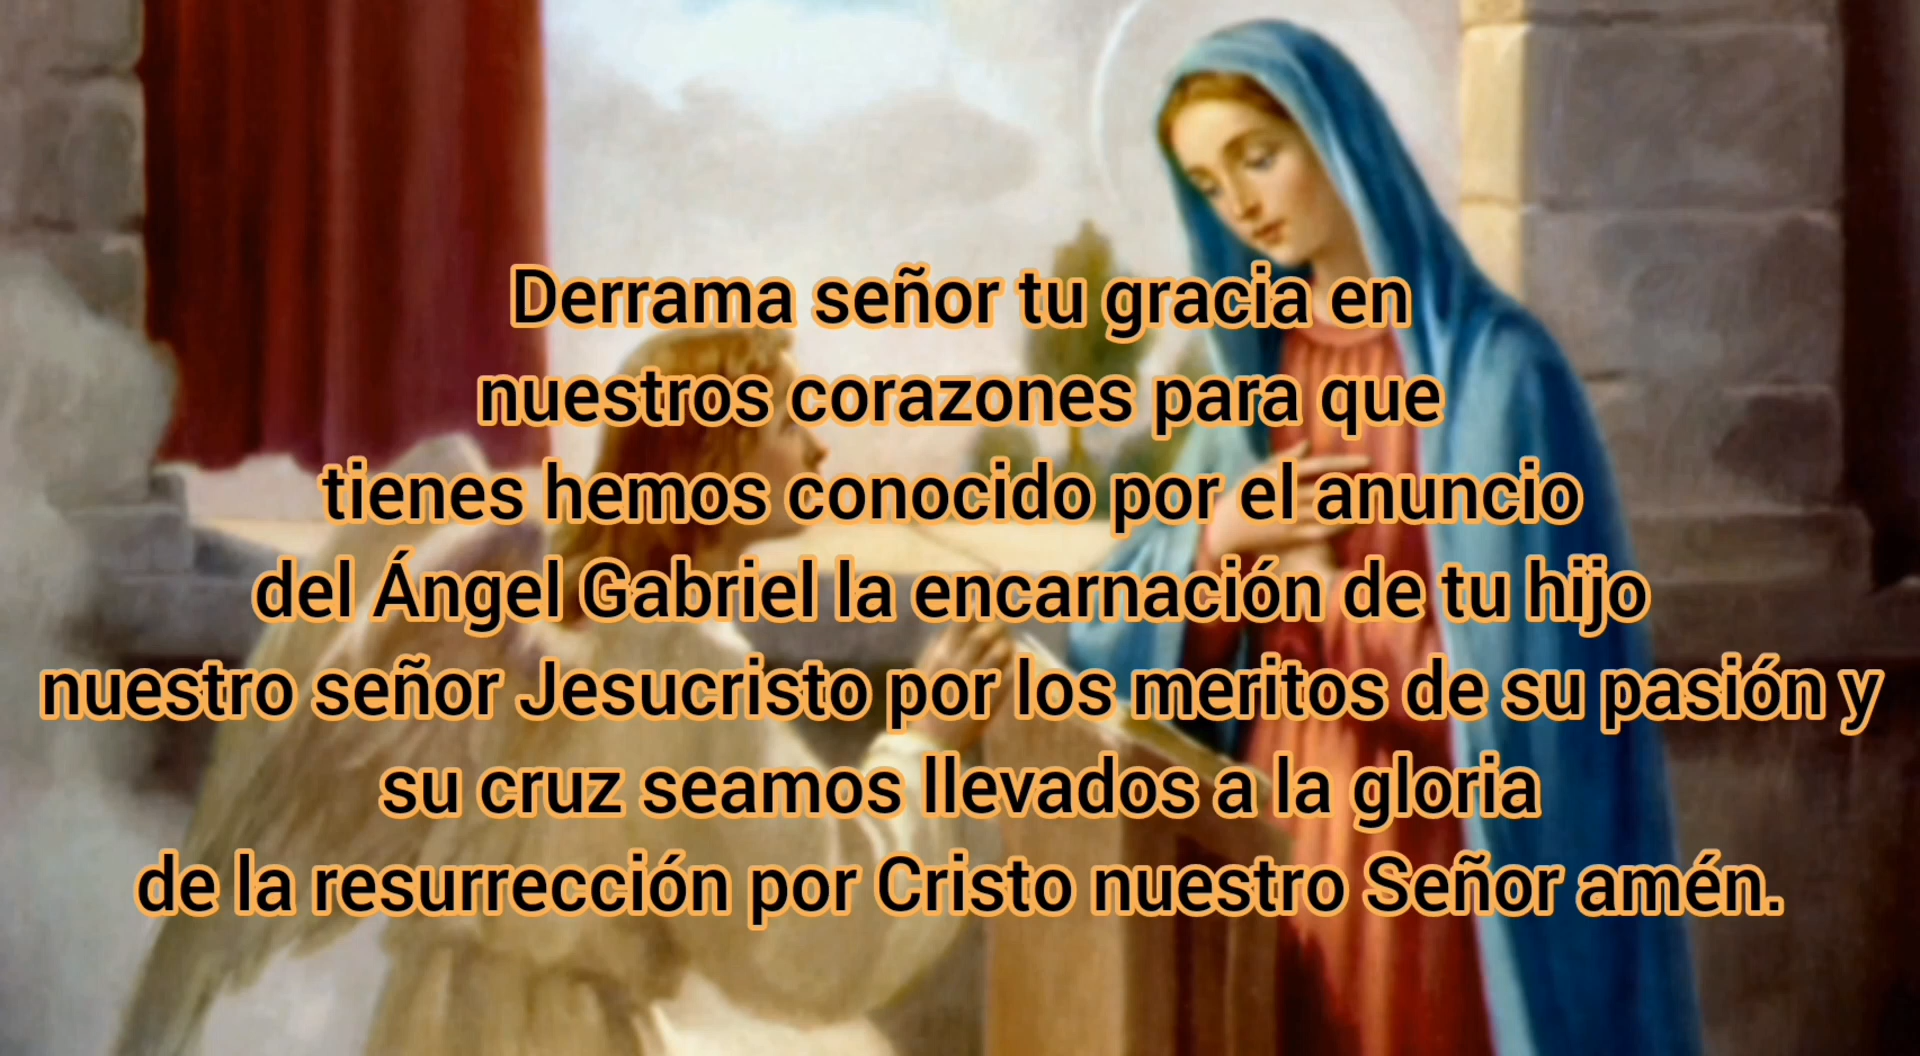 Derrama señor tu gracia en
nuestros corazones para que
tienes hemos conocido por el anuncio
del Ángel Gabriel la encarnación de tu hijo
nuestro señor Jesucristo por los meritos de su pasión y
su cruz seamos llevados a la gloria
de la resurrección por Cristo nuestro Señor amén.